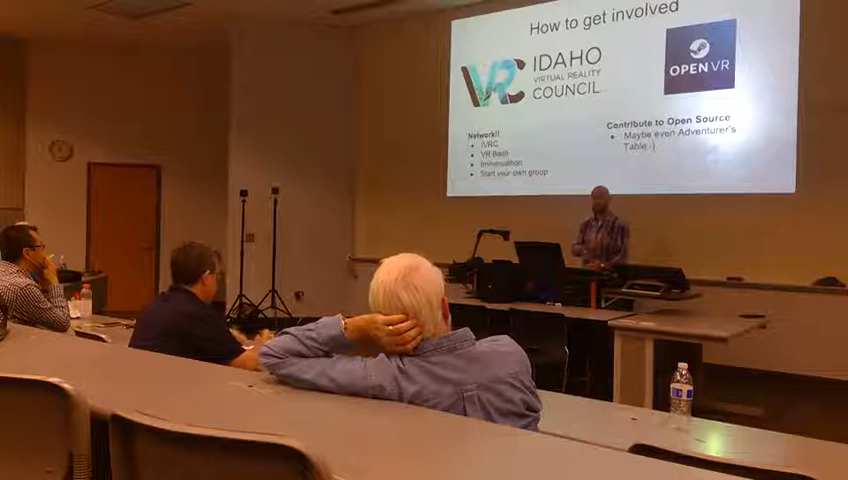 How to get involved
VRC IDAHO
VIRTUAL REALITY
COUNCIL
OPEN VR
Network!!
IVRC
VR Bash
Immersathon
Start your own group
Contribute to Open Source
Maybe even Adventurer's
Table :)